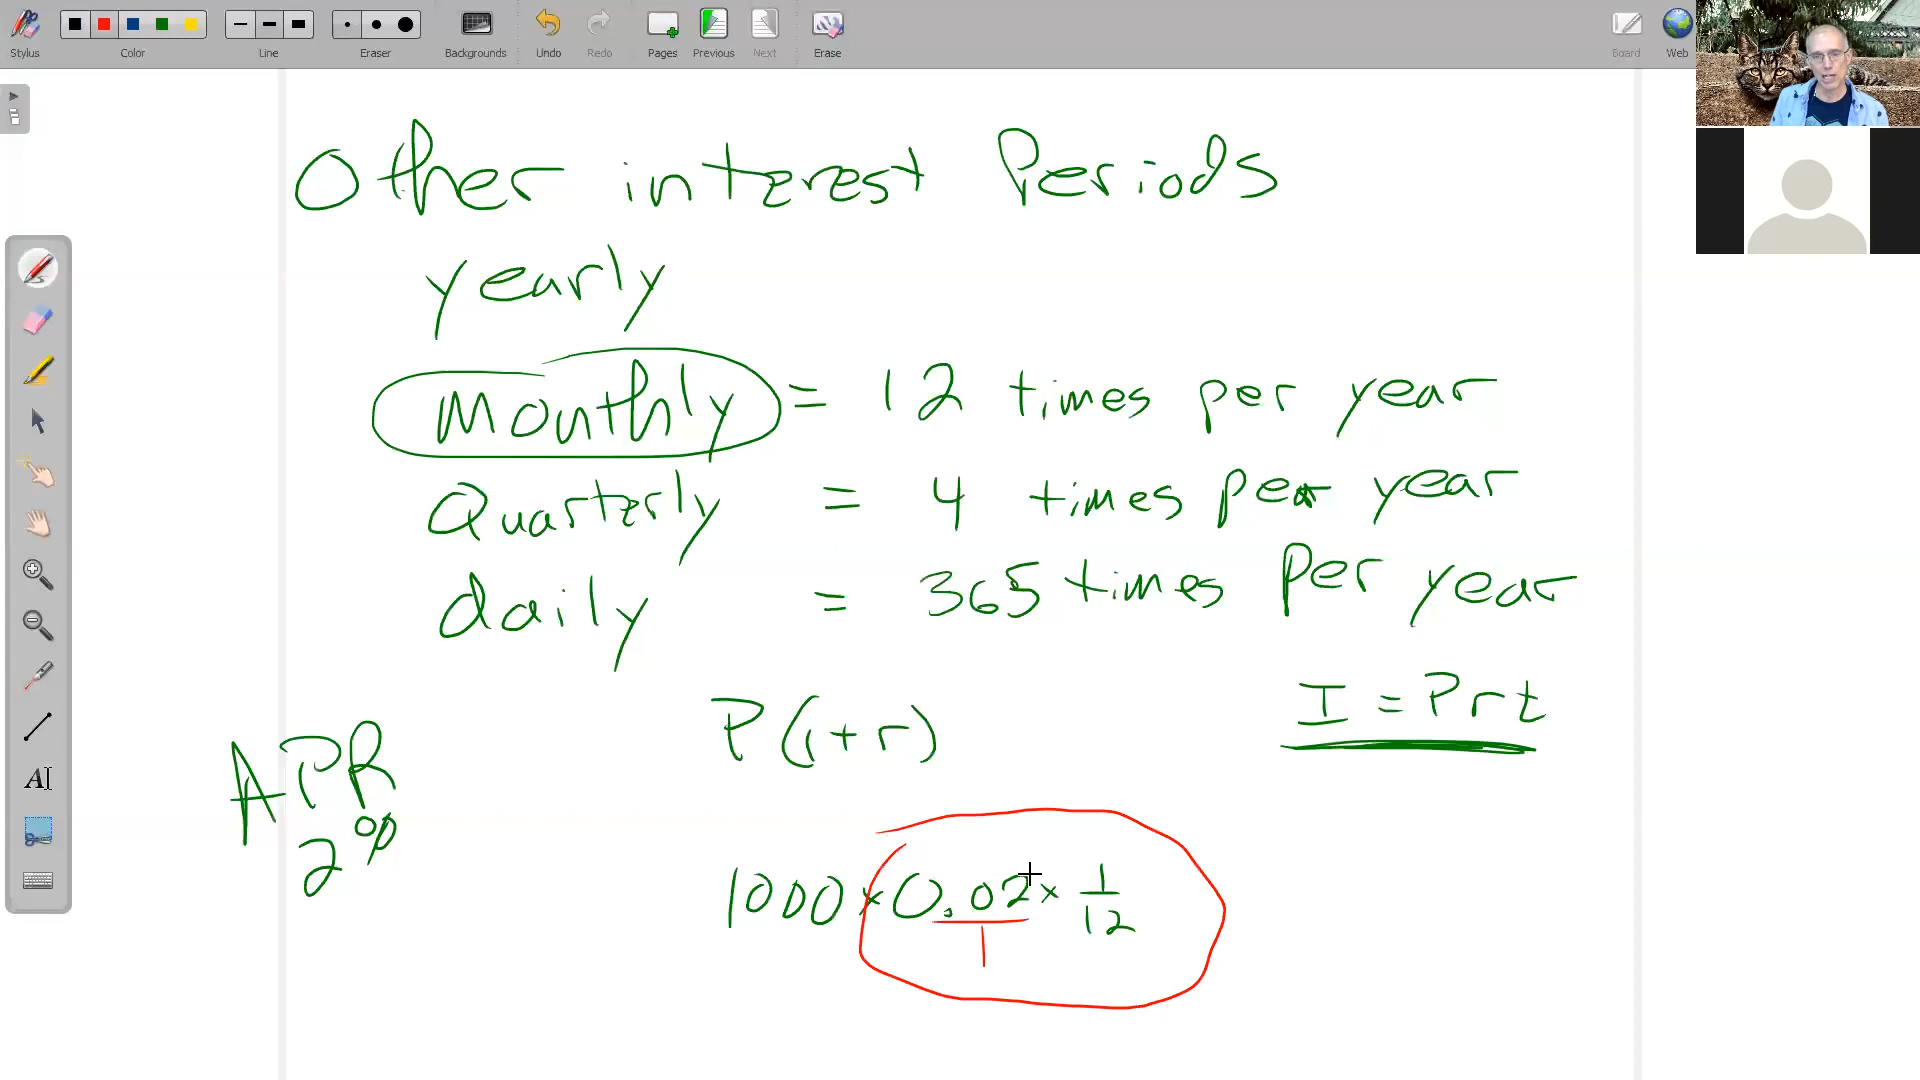 Stylus
Color
Line
Eraser
Backgrounds
Undo
Redo
Pages
Previous
Next
Erase
Board
Web
Other interest Periods
yearly
Monthly = 12 times per year
Quarterly = 4 times per year
daily = 365 times per year
I = Prt
P(1+r)
APR
2%
1000 × 0.02/1 × 1/12
AI